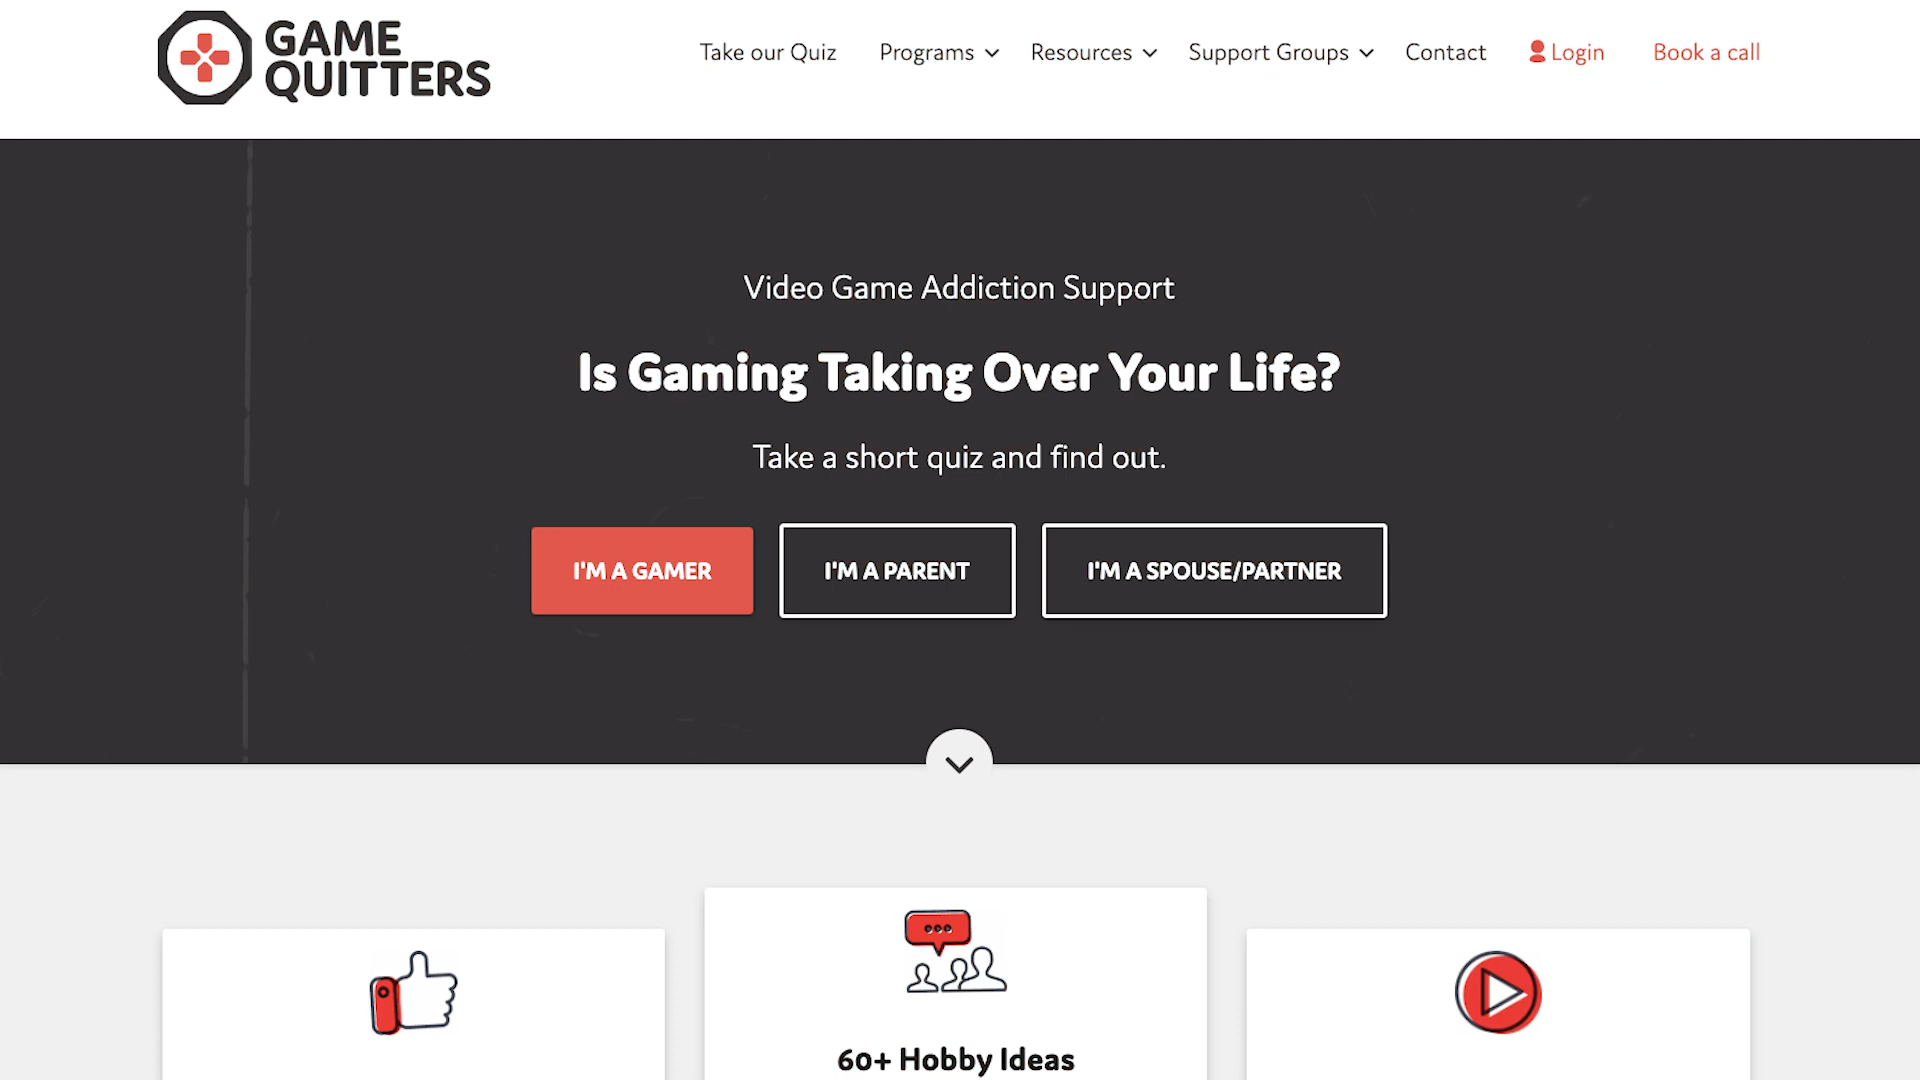 GAME
QUITTERS
Take our Quiz
Programs
Resources
Support Groups
Contact
Login
Book a call
Video Game Addiction Support
Is Gaming Taking Over Your Life?
Take a short quiz and find out.
I'M A GAMER
I'M A PARENT
I'M A SPOUSE/PARTNER
60+ Hobby Ideas